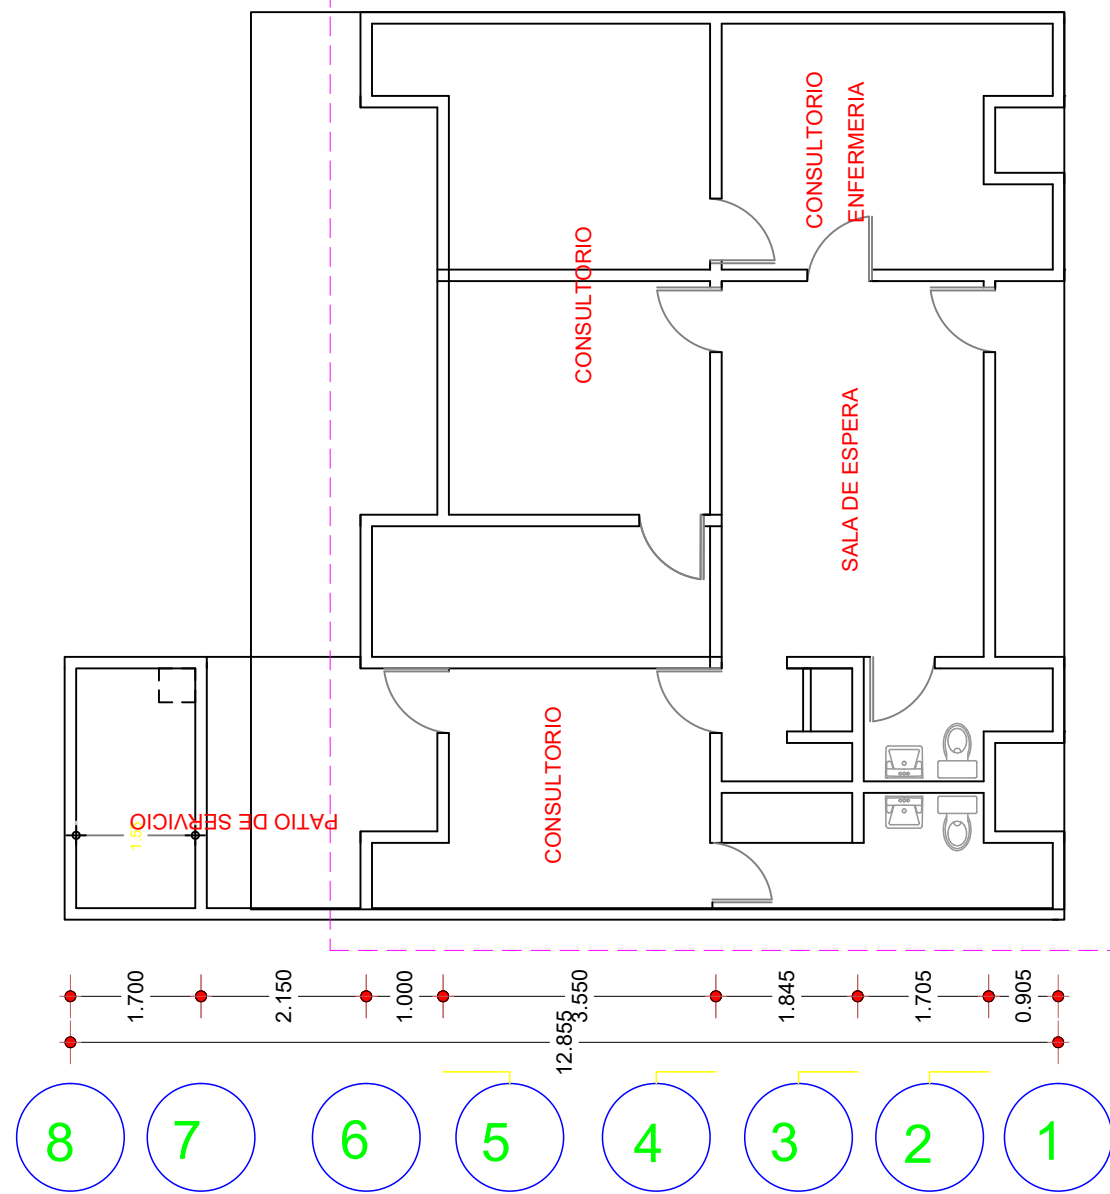 CONSULTORIO
ENFERMERIA
CONSULTORIO
SALA DE ESPERA
CONSULTORIO
PATIO DE SERVICIO
1.700
2.150
1.000
3.550
1.845
1.705
0.905
12.855
8
7
6
5
4
3
2
1